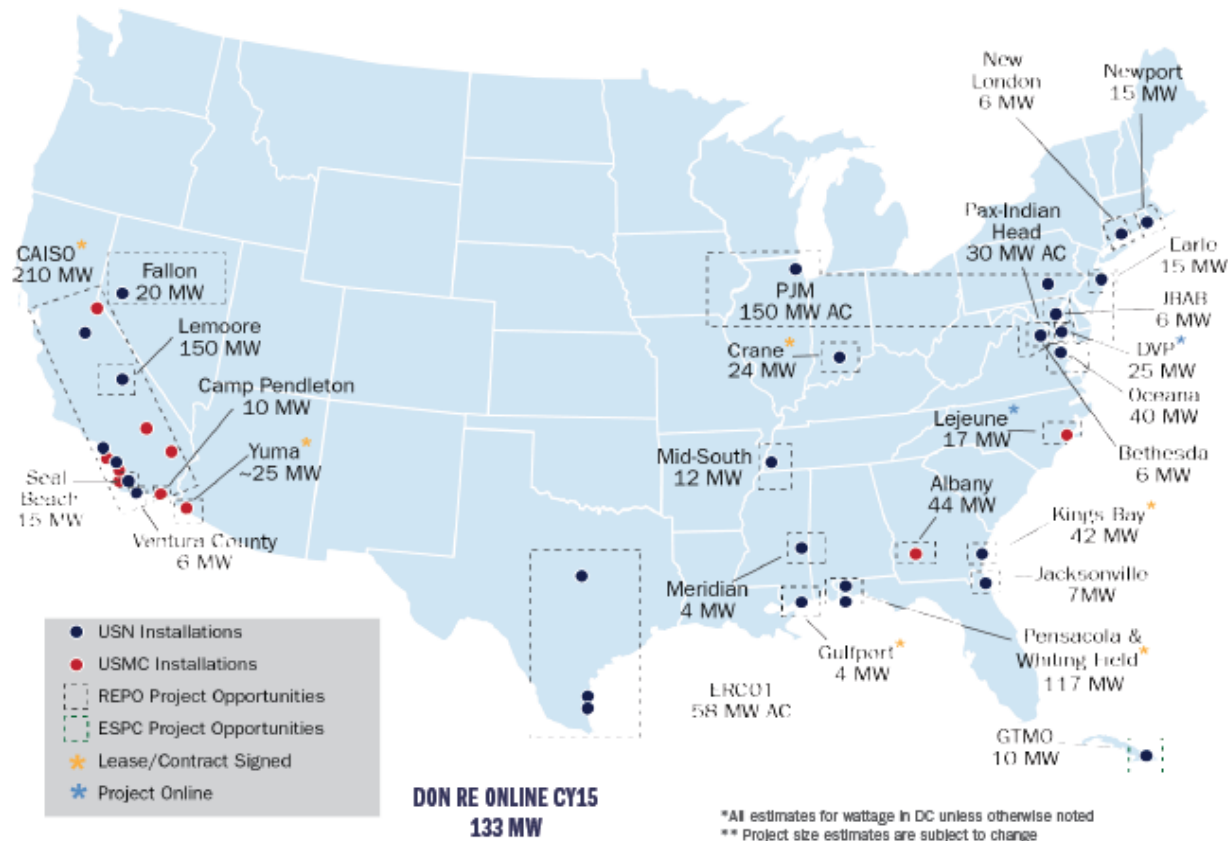 New
London
6 MW
Newport
15 MW
Pax-Indian
Head
30 MW AC
Earle
15 MW
CAISO*
210 MW
Fallon
20 MW
PJM
150 MW AC
JBAB
6 MW
Lemoore
150 MW
Crane*
24 MW
DVP*
25 MW
Camp Pendleton
10 MW
Oceana
40 MW
Yuma*
~25 MW
Mid-South
12 MW
Lejeune*
17 MW
Bethesda
6 MW
Seal
Beach
15 MW
Albany
44 MW
Kings Bay*
42 MW
Ventura County
6 MW
Meridian
4 MW
Jacksonville
7MW
Gulfport*
4 MW
Pensacola &
Whiting Field*
117 MW
ERCOT
58 MW AC
GTMO
10 MW
USN Installations
USMC Installations
REPO Project Opportunities
ESPC Project Opportunities
* Lease/Contract Signed
* Project Online
DON RE ONLINE CY15
133 MW
*All estimates for wattage in DC unless otherwise noted
** Project size estimates are subject to change